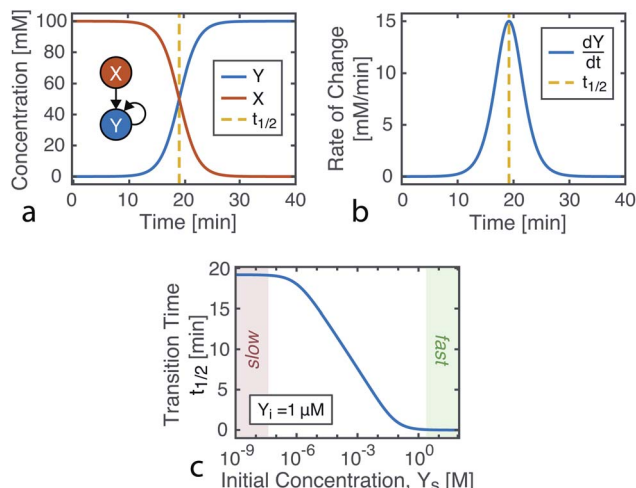 Concentration [mM]
100
80
60
40
20
0
X
Y
Y
X
t1/2
0
10
20
30
40
Time [min]
a
Rate of Change
[mM/min]
15
10
5
0
dY
dt
t1/2
0
10
20
30
40
Time [min]
b
Transition Time
t1/2 [min]
20
15
10
5
0
slow
fast
Yi =1 μM
10-9
10-6
10-3
100
Initial Concentration, Ys [M]
c